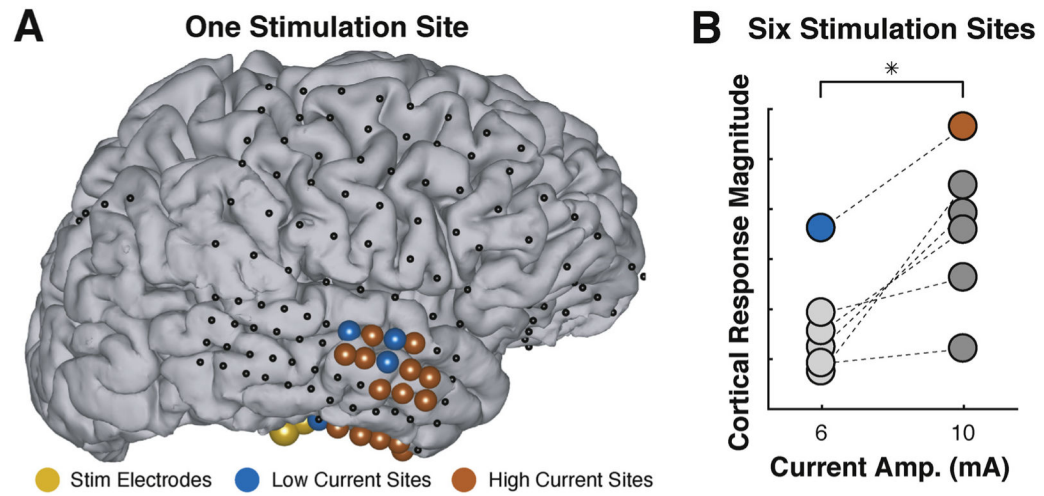 A
One Stimulation Site
Stim Electrodes
Low Current Sites
High Current Sites
B
Six Stimulation Sites
*
Cortical Response Magnitude
6
10
Current Amp. (mA)